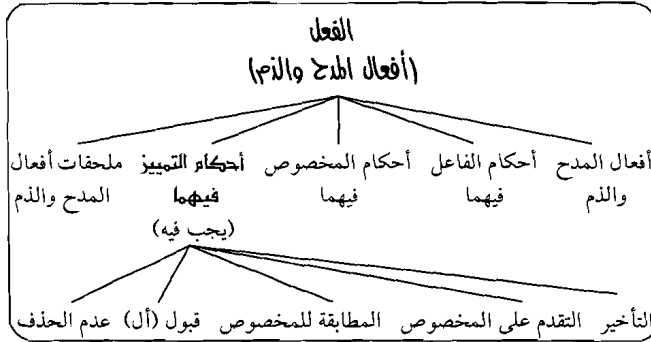 الفعل
(أفعال المدح والذم)
أفعال المدح والذم
أحكام الفاعل فيهما
أحكام المخصوص فيهما
أحكام التمييز فيهما (يجب فيه)
ملحقات أفعال المدح والذم
التأخير
التقدم على المخصوص
المطابقة للمخصوص
قبول (أل)
عدم الحذف